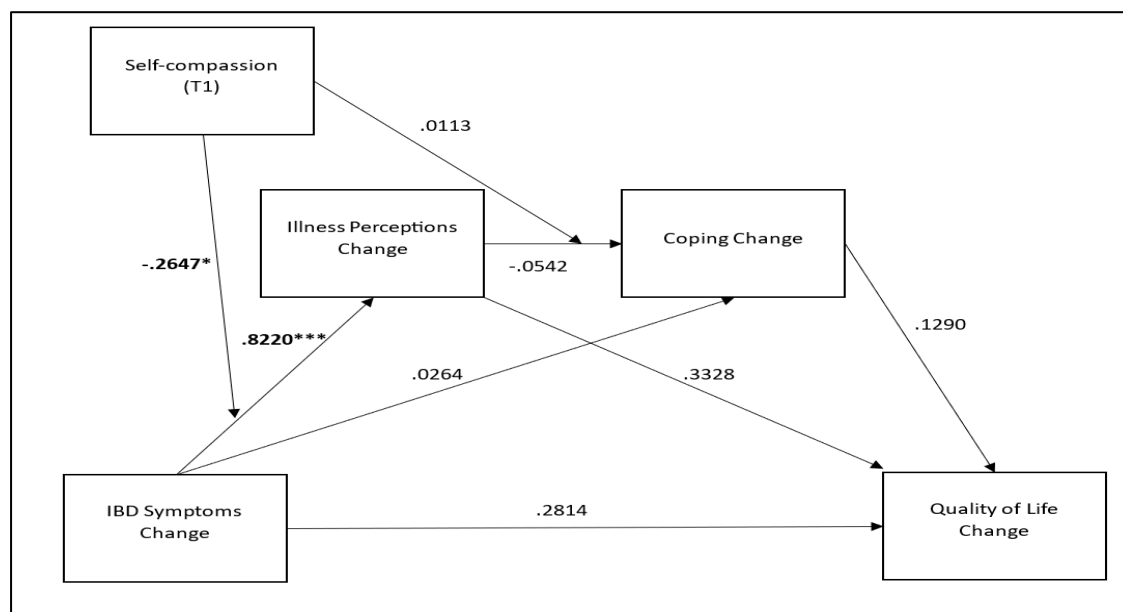 Self-compassion
(T1)
.0113
Illness Perceptions
Change
Coping Change
-.0542
-.2647*
.8220***
.0264
.3328
.1290
IBD Symptoms
Change
.2814
Quality of Life
Change